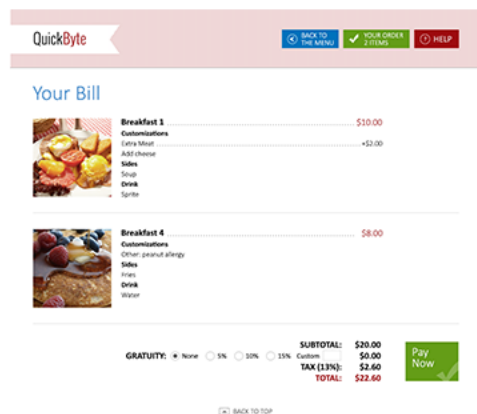 QuickByte
BACK TO
THE MENU
YOUR ORDER
2 ITEMS
HELP
Your Bill
Breakfast 1 $10.00
Customizations
Extra Meat +$2.00
Add cheese
Sides
Soup
Drink
Sprite
Breakfast 4 $8.00
Customizations
Other: peanut allergy
Sides
Fries
Drink
Water
SUBTOTAL: $20.00
GRATUITY: None 5% 10% 15% Custom $0.00
TAX (13%): $2.60
TOTAL: $22.60
Pay
Now
BACK TO TOP